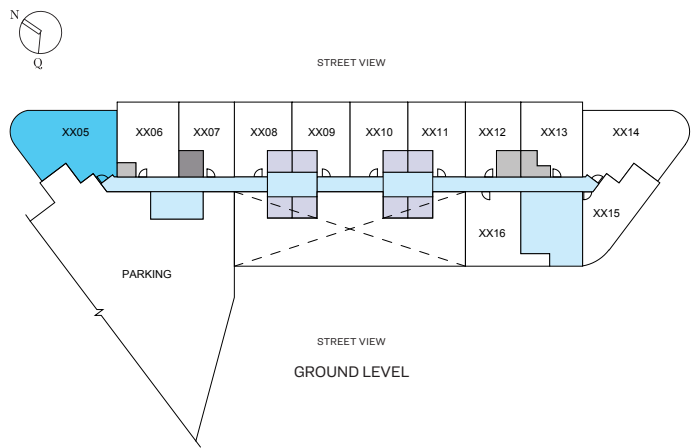 N
Q
STREET VIEW
XX05 XX06 XX07 XX08 XX09 XX10 XX11 XX12 XX13 XX14
XX15
XX16
PARKING
STREET VIEW
GROUND LEVEL